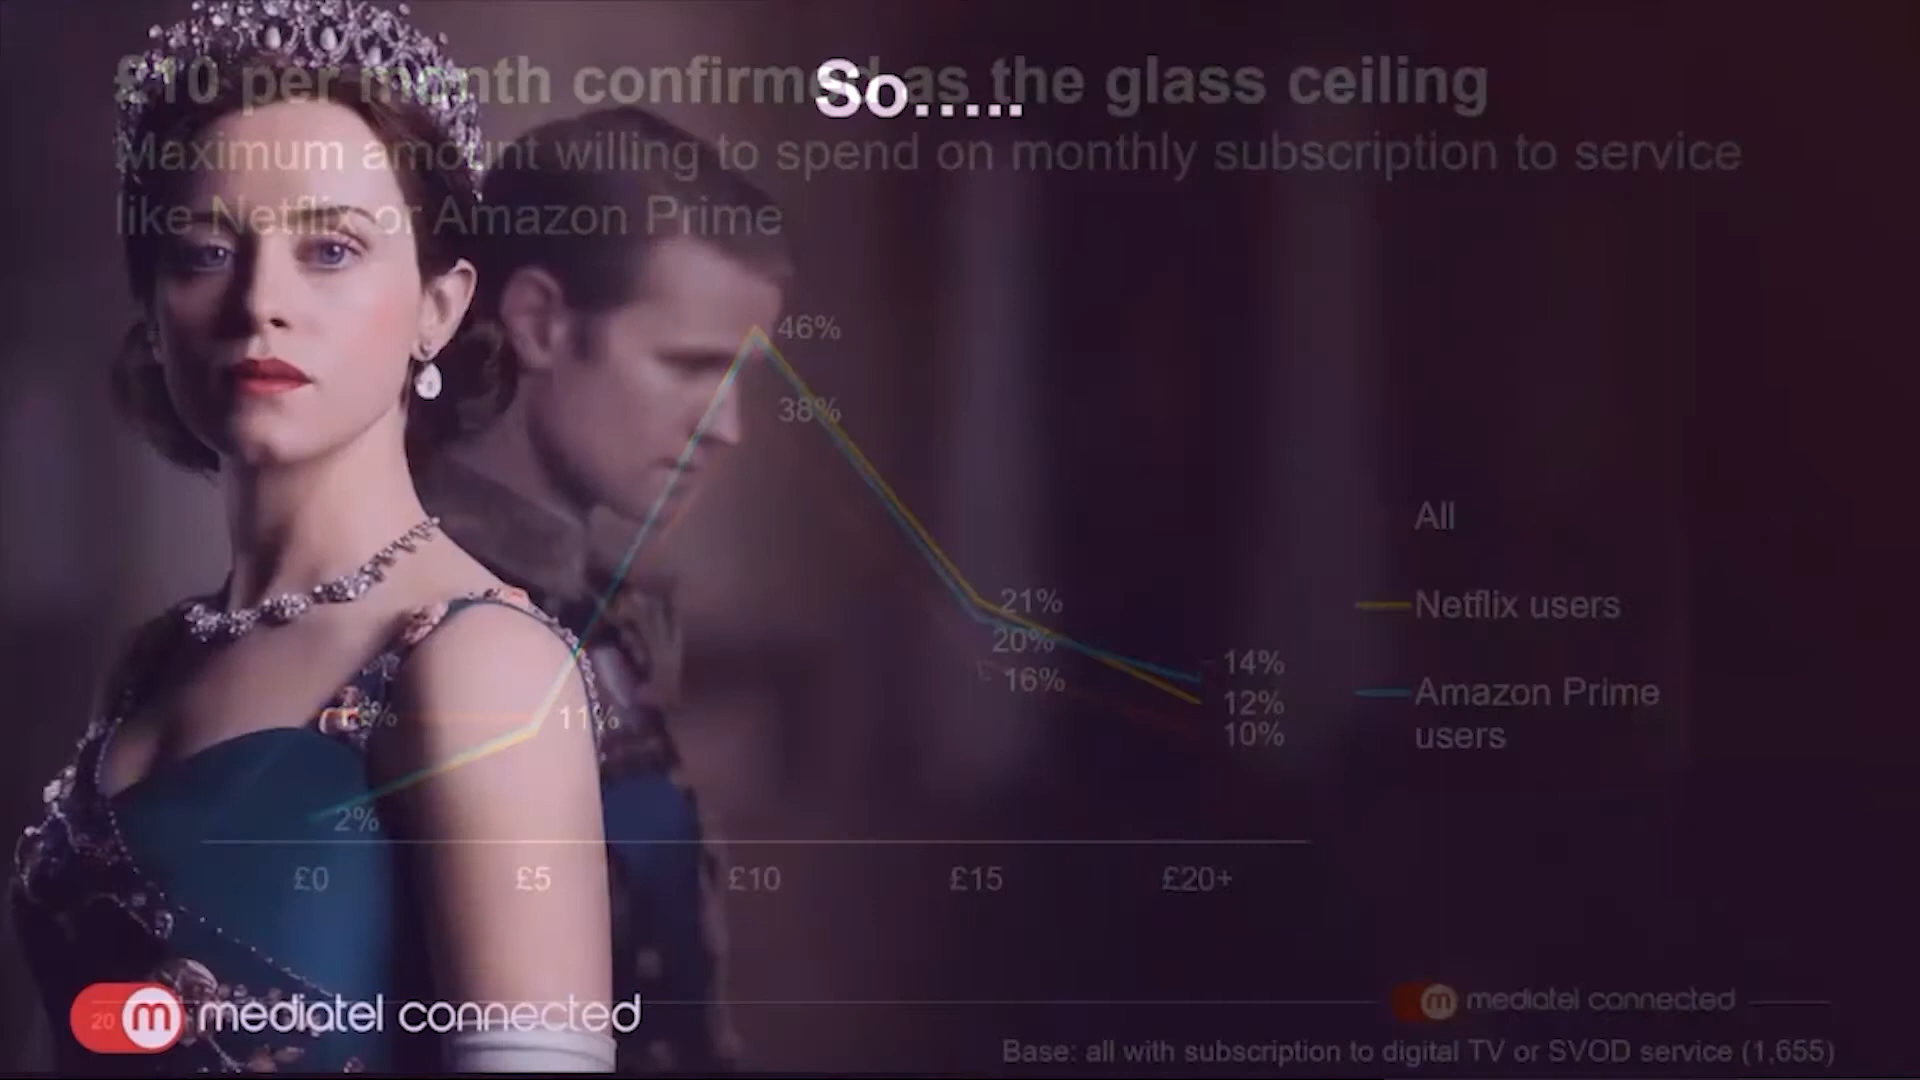 So.....
£10 per month confirmed as the glass ceiling
Maximum amount willing to spend on monthly subscription to service
like Netflix or Amazon Prime
46%
38%
21%
20%
16%
14%
12%
10%
11%
2%
£0 £5 £10 £15 £20+
All
Netflix users
Amazon Prime
users
20
m mediatel connected
m mediatel connected
Base: all with subscription to digital TV or SVOD service (1,655)